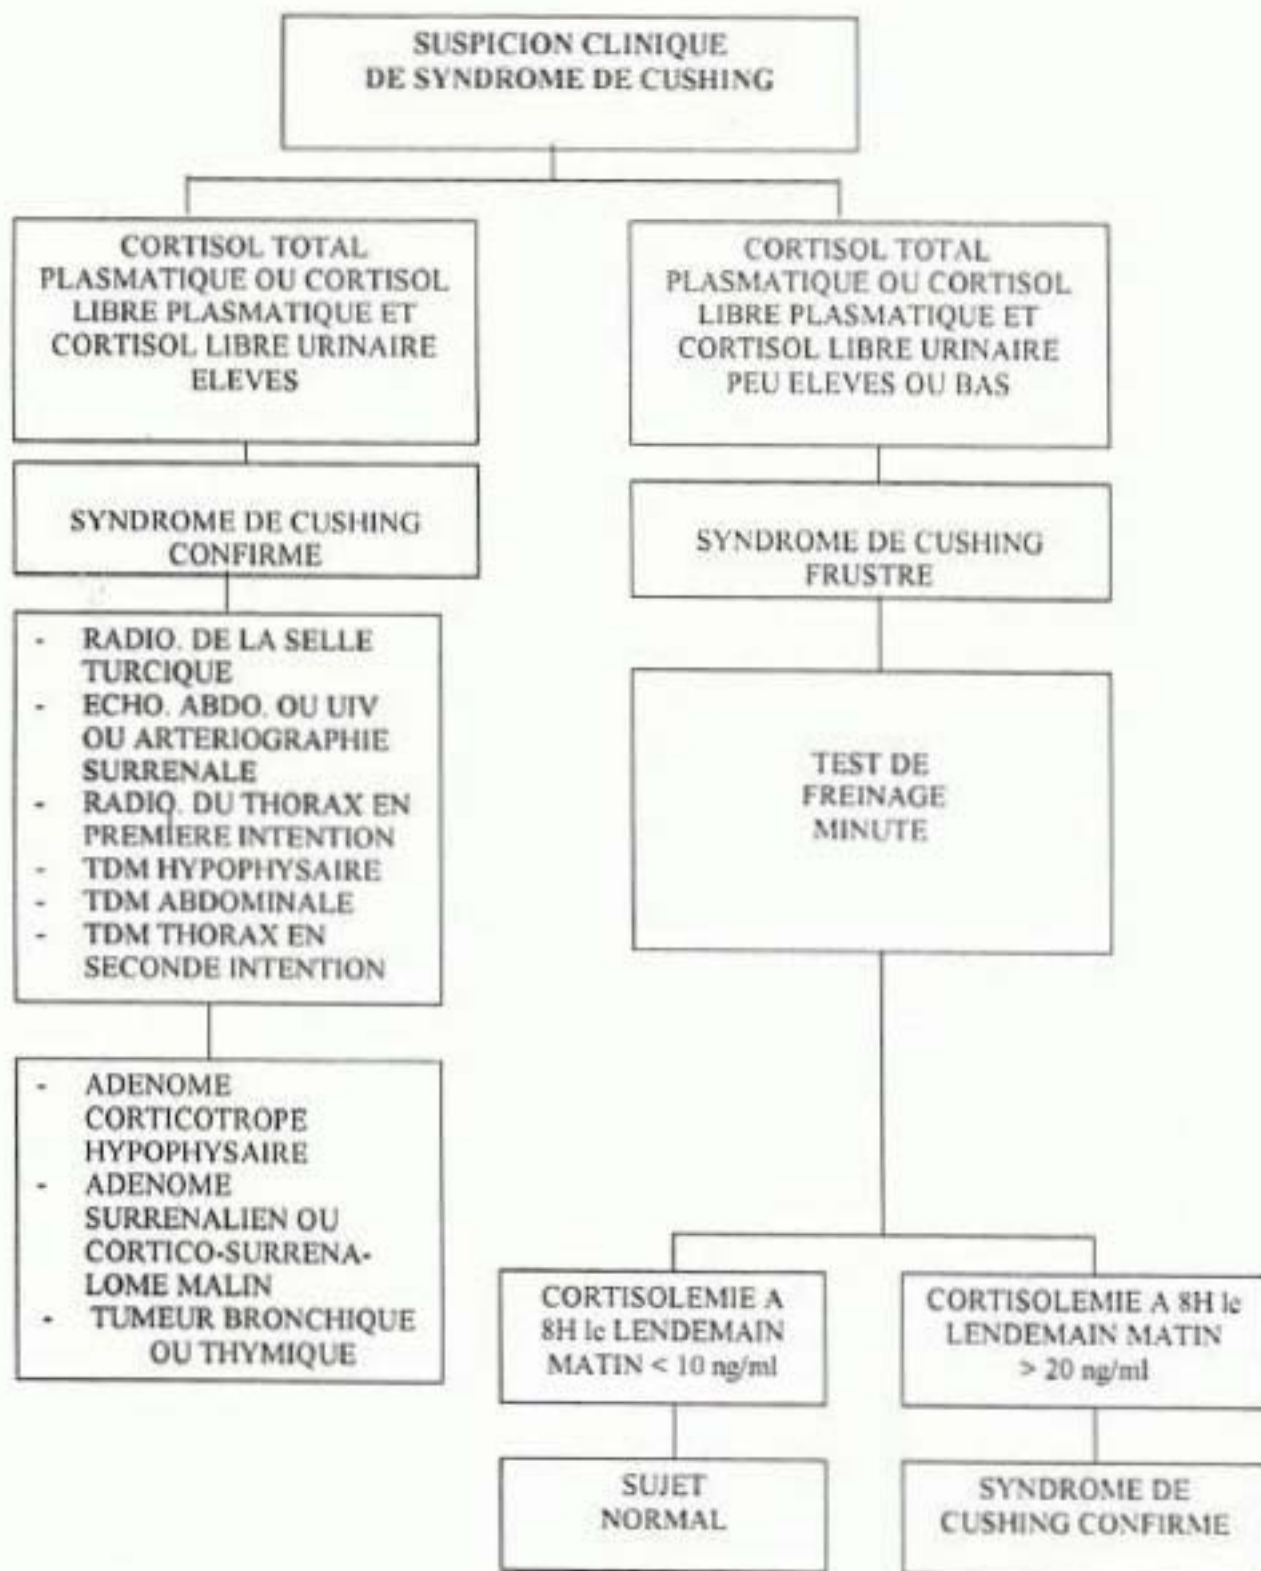 SUSPICION CLINIQUE
DE SYNDROME DE CUSHING
CORTISOL TOTAL
PLASMATIQUE OU CORTISOL
LIBRE PLASMATIQUE ET
CORTISOL LIBRE URINAIRE
ELEVES
SYNDROME DE CUSHING
CONFIRME
- RADIO. DE LA SELLE
TURCIQUE
- ECHO. ABDO. OU UIV
OU ARTERIOGRAPHIE
SURRENALE
- RADIO. DU THORAX EN
PREMIERE INTENTION
- TDM HYPOPHYSAIRE
- TDM ABDOMINALE
- TDM THORAX EN
SECONDE INTENTION
- ADENOME
CORTICOTROPE
HYPOPHYSAIRE
- ADENOME
SURRENALIEN OU
CORTICO-SURRENA-
LOME MALIN
- TUMEUR BRONCHIQUE
OU THYMIQUE
CORTISOL TOTAL
PLASMATIQUE OU CORTISOL
LIBRE PLASMATIQUE ET
CORTISOL LIBRE URINAIRE
PEU ELEVES OU BAS
SYNDROME DE CUSHING
FRUSTRE
TEST DE
FREINAGE
MINUTE
CORTISOLEMIE A
8H le LENDEMAIN
MATIN < 10 ng/ml
SUJET
NORMAL
CORTISOLEMIE A 8H le
LENDEMAIN MATIN
> 20 ng/ml
SYNDROME DE
CUSHING CONFIRME